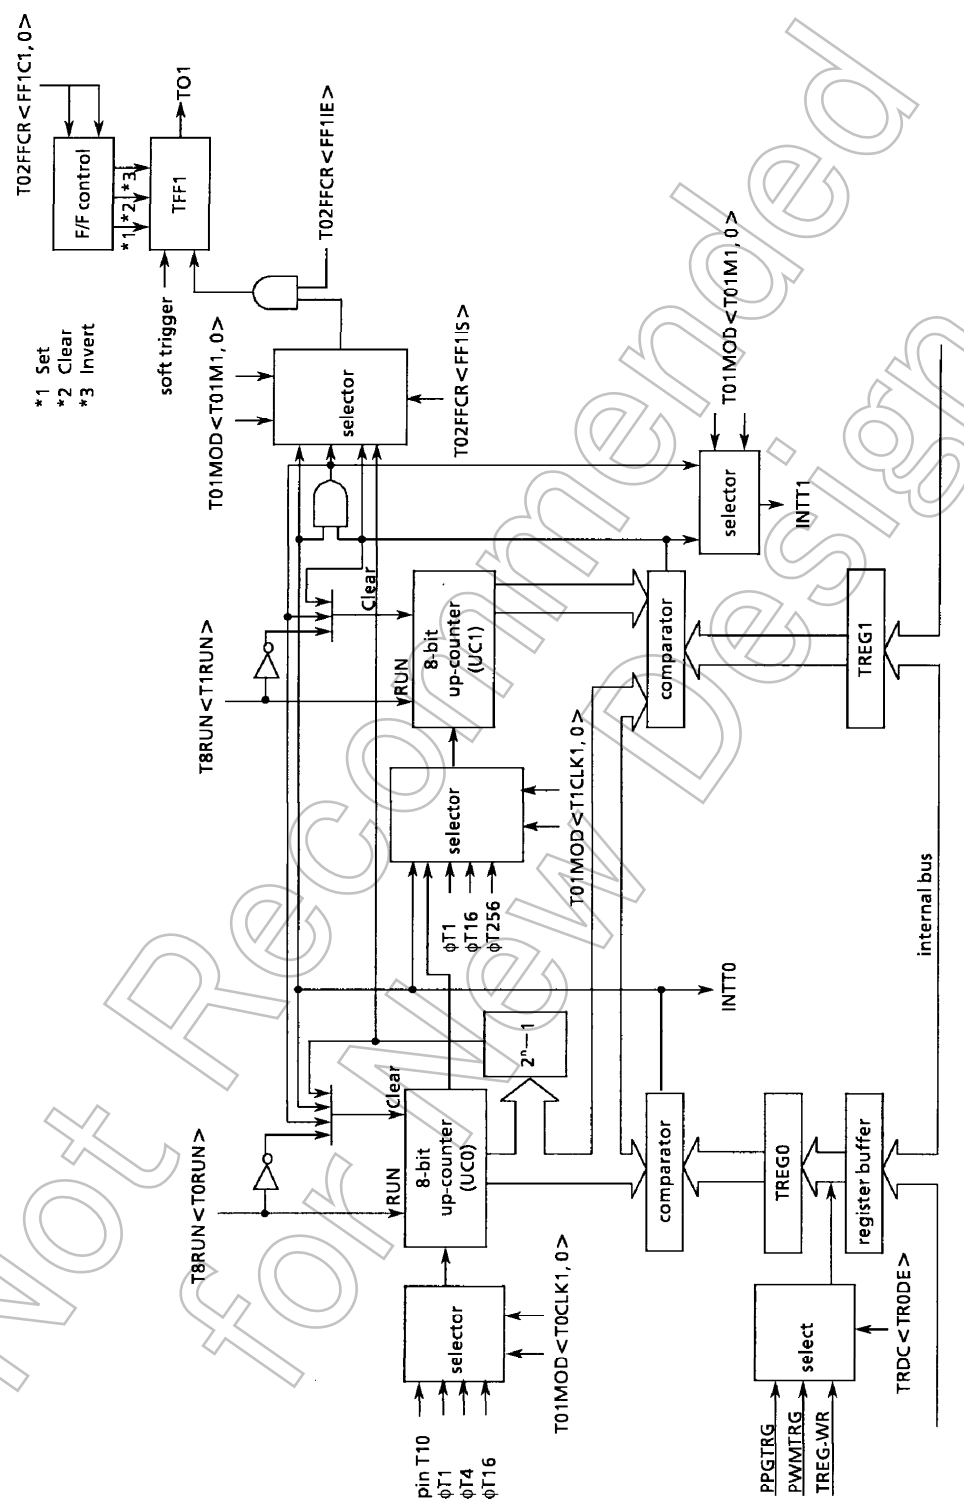 T02FFCR<FF1C1, 0>
F/F control
*1 *2 *3
TFF1
TO1
*1 Set
*2 Clear
*3 Invert
soft trigger
T02FFCR<FF1IE>
T01MOD<T01M1, 0>
selector
T02FFCR<FF1IS>
T01MOD<T01M1, 0>
selector
INTT1
T8RUN<T1RUN>
Clear
RUN
8-bit
up-counter
(UC1)
comparator
TREG1
selector
ϕT1
ϕT16
ϕT256
T01MOD<T1CLK1, 0>
INTT0
internal bus
2ⁿ—1
T8RUN<T0RUN>
Clear
RUN
8-bit
up-counter
(UC0)
comparator
TREG0
register buffer
selector
pin T10
ϕT1
ϕT4
ϕT16
T01MOD<T0CLK1, 0>
select
PPGTRG
PWMTRG
TREG-WR
TRDC<TR0DE>
Not Recommended
for New Design